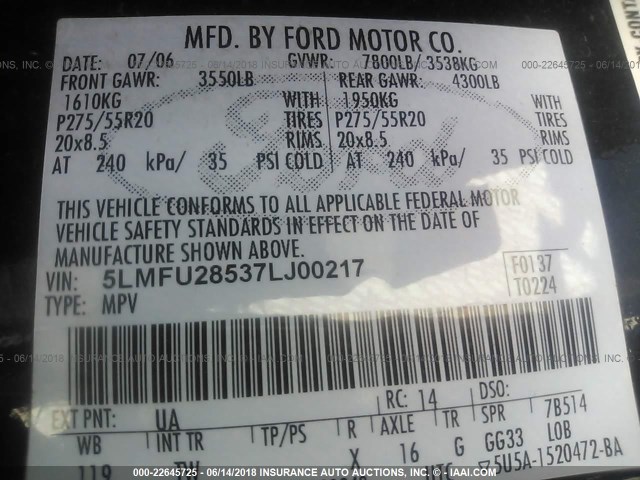 MFD. BY FORD MOTOR CO.
DATE: 07/06 GVWR: 7800LB/3538KG
FRONT GAWR: 3550LB REAR GAWR: 4300LB
1610KG WITH 1950KG WITH
P275/55R20 TIRES P275/55R20 TIRES
20x8.5 RIMS 20x8.5 RIMS
AT 240 kPa/ 35 PSI COLD AT 240 kPa/ 35 PSI COLD
Ford
THIS VEHICLE CONFORMS TO ALL APPLICABLE FEDERAL MOTOR
VEHICLE SAFETY STANDARDS IN EFFECT ON THE DATE OF
MANUFACTURE SHOWN ABOVE.
VIN: 5LMFU28537LJ00217 F0137
TYPE: MPV T0224
RC: 14 DSO:
EXT PNT: UA
WB INT TR TP/PS R AXLE TR SPR 7B514
119 X 16 G GG33 LOB
5U5A-1520472-BA
000-22645725 - 06/14/2018 - INSURANCE AUTO AUCTIONS, INC. (IAAI)